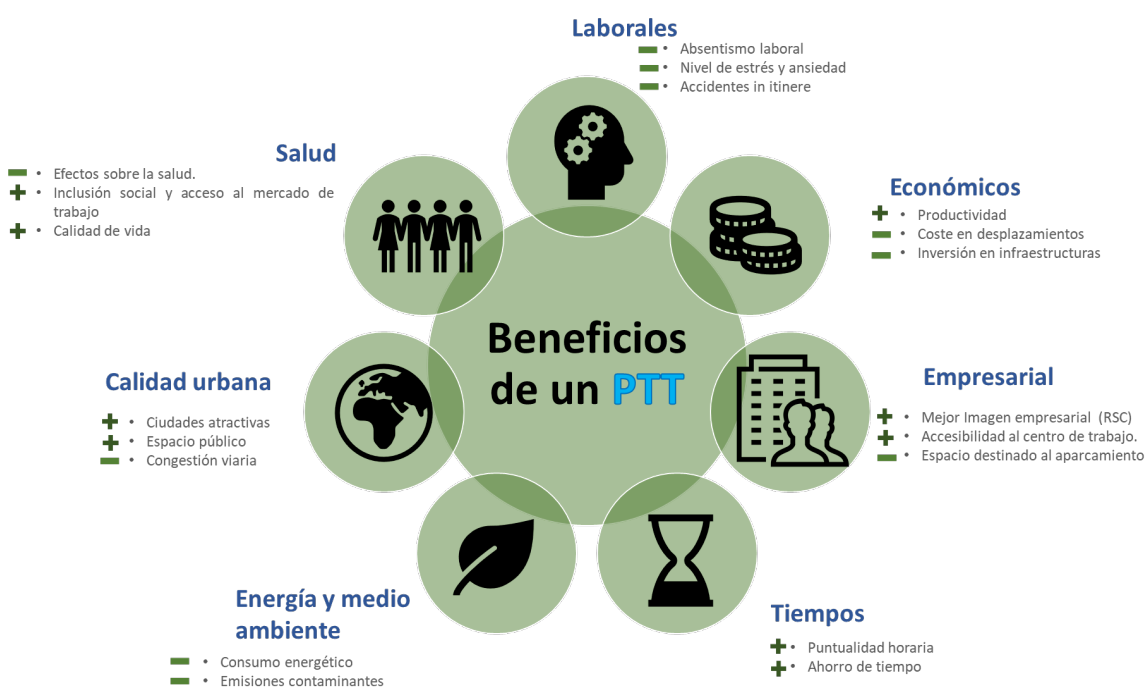 Laborales
• Absentismo laboral
• Nivel de estrés y ansiedad
• Accidentes in itinere
Salud
• Efectos sobre la salud.
• Inclusión social y acceso al mercado de
trabajo
• Calidad de vida
Económicos
• Productividad
• Coste en desplazamientos
• Inversión en infraestructuras
Beneficios
de un PTT
Calidad urbana
• Ciudades atractivas
• Espacio público
• Congestión viaria
Empresarial
• Mejor Imagen empresarial (RSC)
• Accesibilidad al centro de trabajo.
• Espacio destinado al aparcamiento
Energía y medio
ambiente
• Consumo energético
• Emisiones contaminantes
Tiempos
• Puntualidad horaria
• Ahorro de tiempo